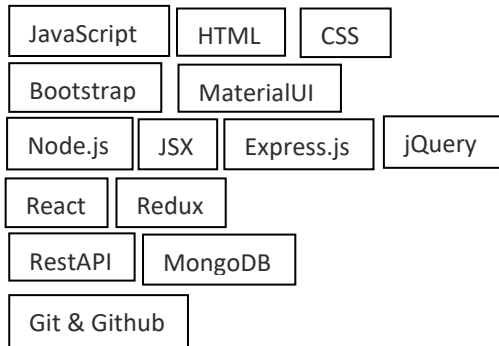 JavaScript HTML CSS
Bootstrap MaterialUI
Node.js JSX Express.js jQuery
React Redux
RestAPI MongoDB
Git & Github